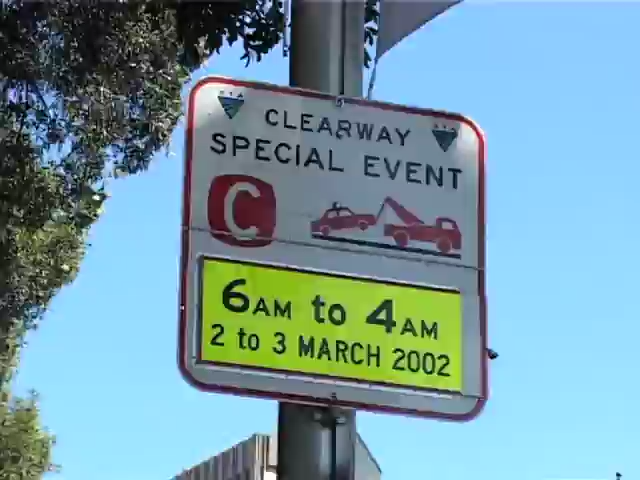 CLEARWAY
SPECIAL EVENT
C
6AM to 4AM
2 to 3 MARCH 2002